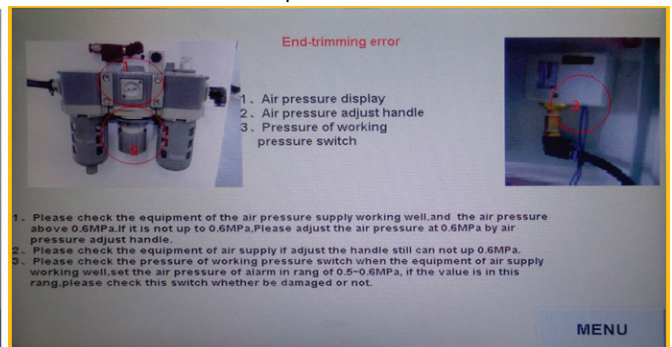 End-trimming error
1
2
3
1、Air pressure display
2、Air pressure adjust handle
3、Pressure of working
pressure switch
1、Please check the equipment of the air pressure supply working well,and the air pressure
above 0.6MPa.If it is not up to 0.6MPa,Please adjust the air pressure at 0.6MPa by air
pressure adjust handle.
2、Please check the equipment of air supply if adjust the handle still can not up 0.6MPa.
3、Please check the pressure of working pressure switch when the equipment of air supply
working well,set the air pressure of alarm in rang of 0.5~0.6MPa, if the value is in this
rang,please check this switch whether be damaged or not.
MENU